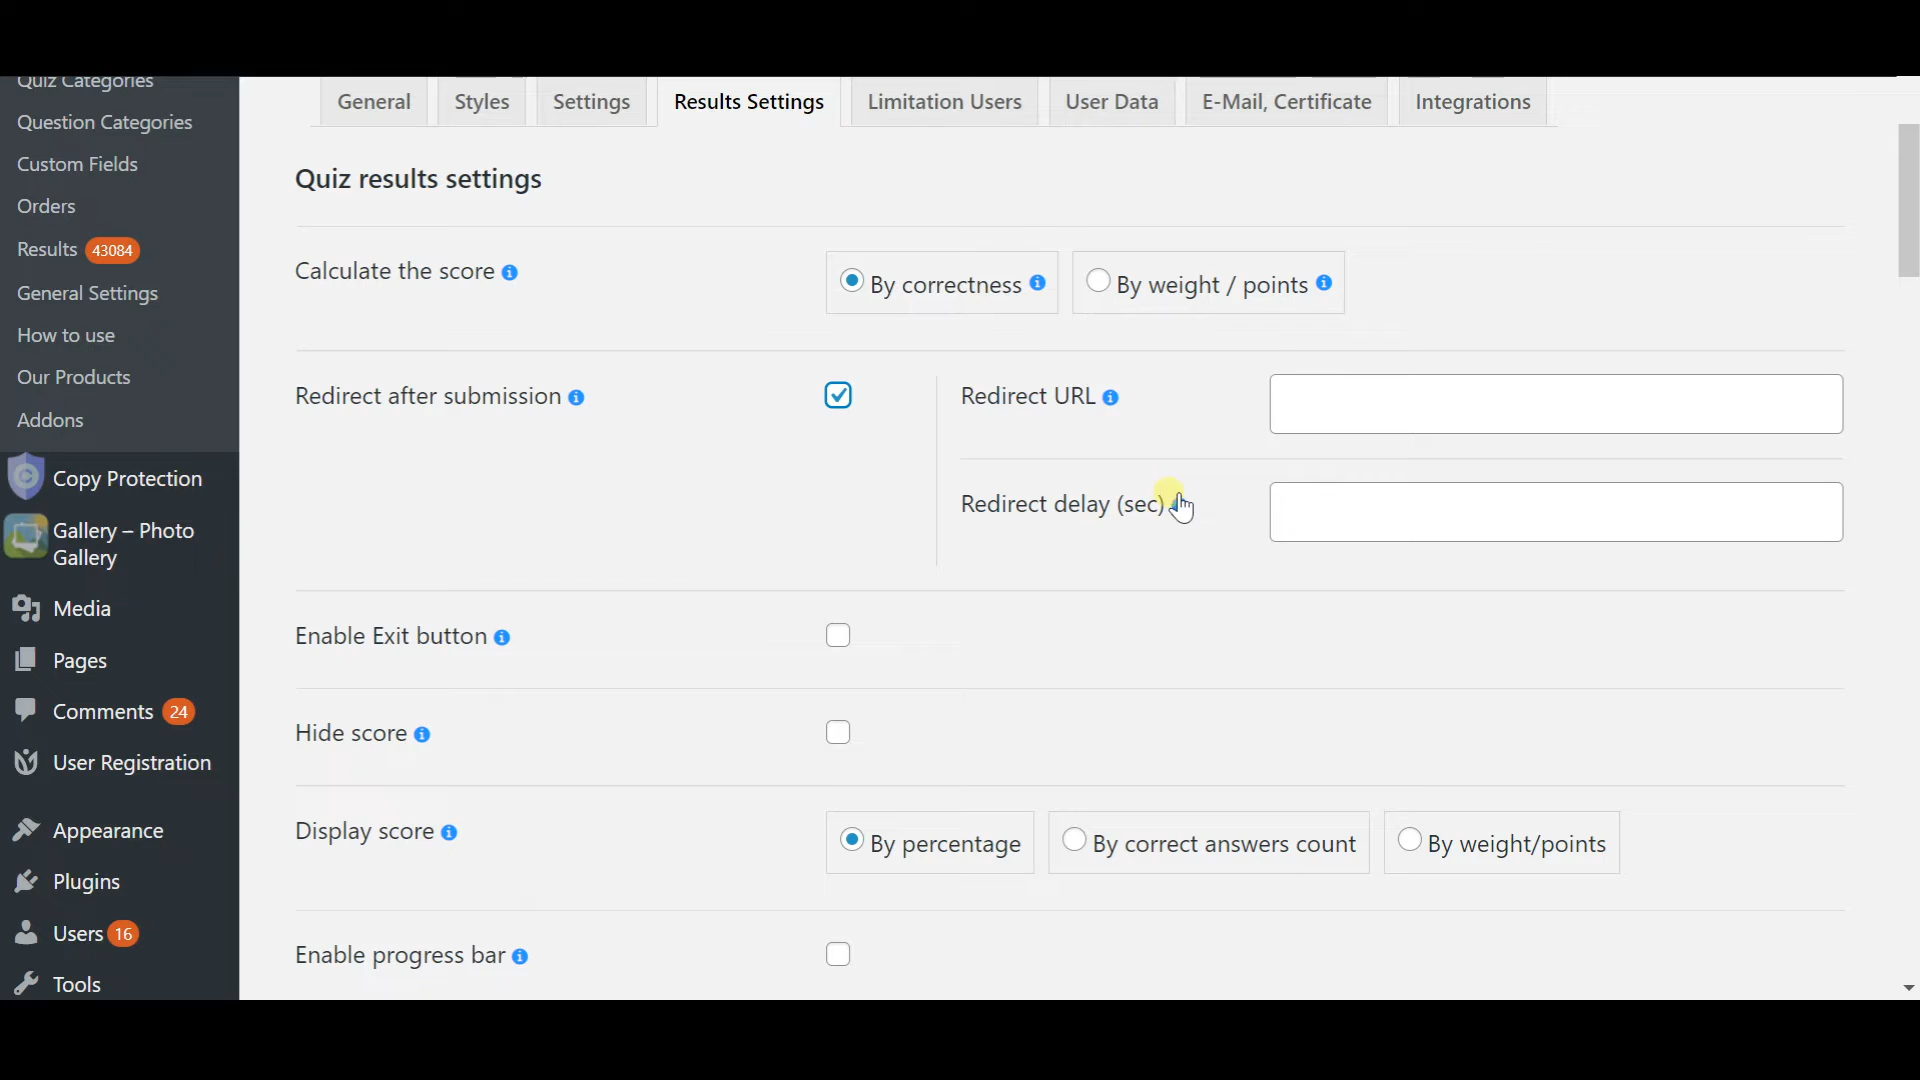 Quiz Categories
Question Categories
Custom Fields
Orders
Results 43084
General Settings
How to use
Our Products
Addons
Copy Protection
Gallery – Photo
Gallery
Media
Pages
Comments 24
User Registration
Appearance
Plugins
Users 16
Tools
General Styles Settings Results Settings Limitation Users User Data E-Mail, Certificate Integrations
Quiz results settings
Calculate the score By correctness By weight / points
Redirect after submission Redirect URL
Redirect delay (sec)
Enable Exit button
Hide score
Display score By percentage By correct answers count By weight/points
Enable progress bar